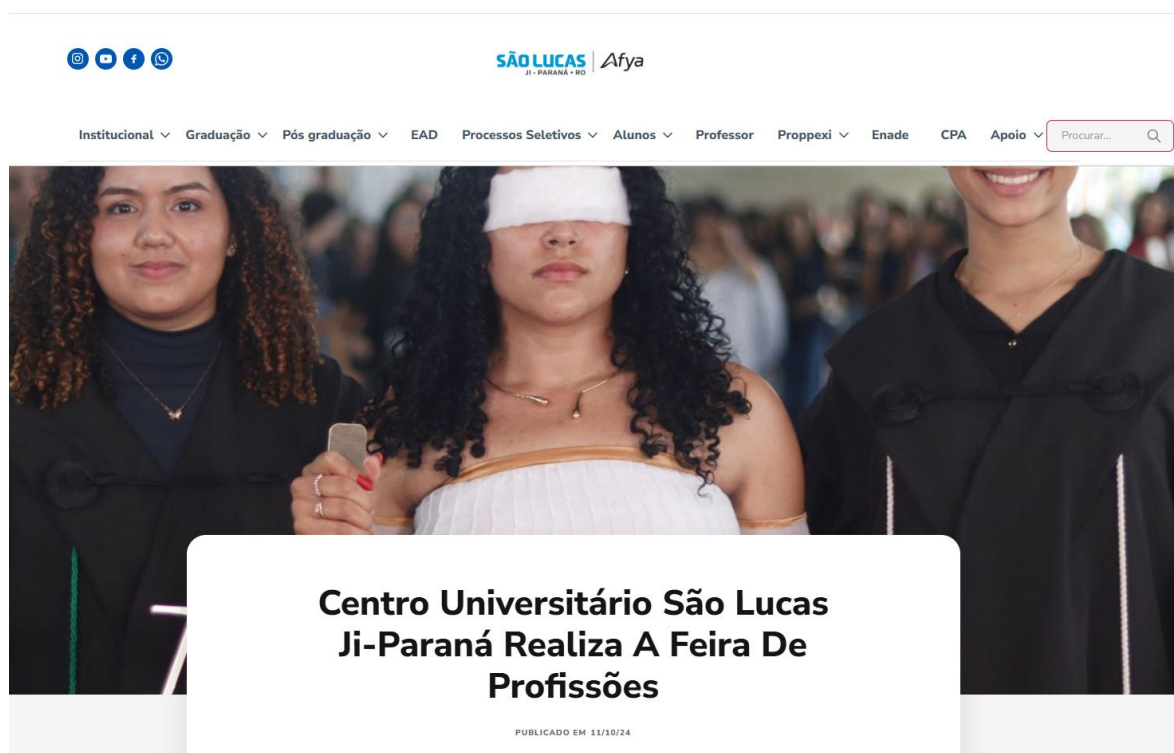 SÃO LUCAS Afya
JI - PARANÁ • RO
Institucional Graduação Pós graduação EAD Processos Seletivos Alunos Professor Proppexi Enade CPA Apoio Procurar...
Centro Universitário São Lucas
Ji-Paraná Realiza A Feira De
Profissões
PUBLICADO EM 11/10/24